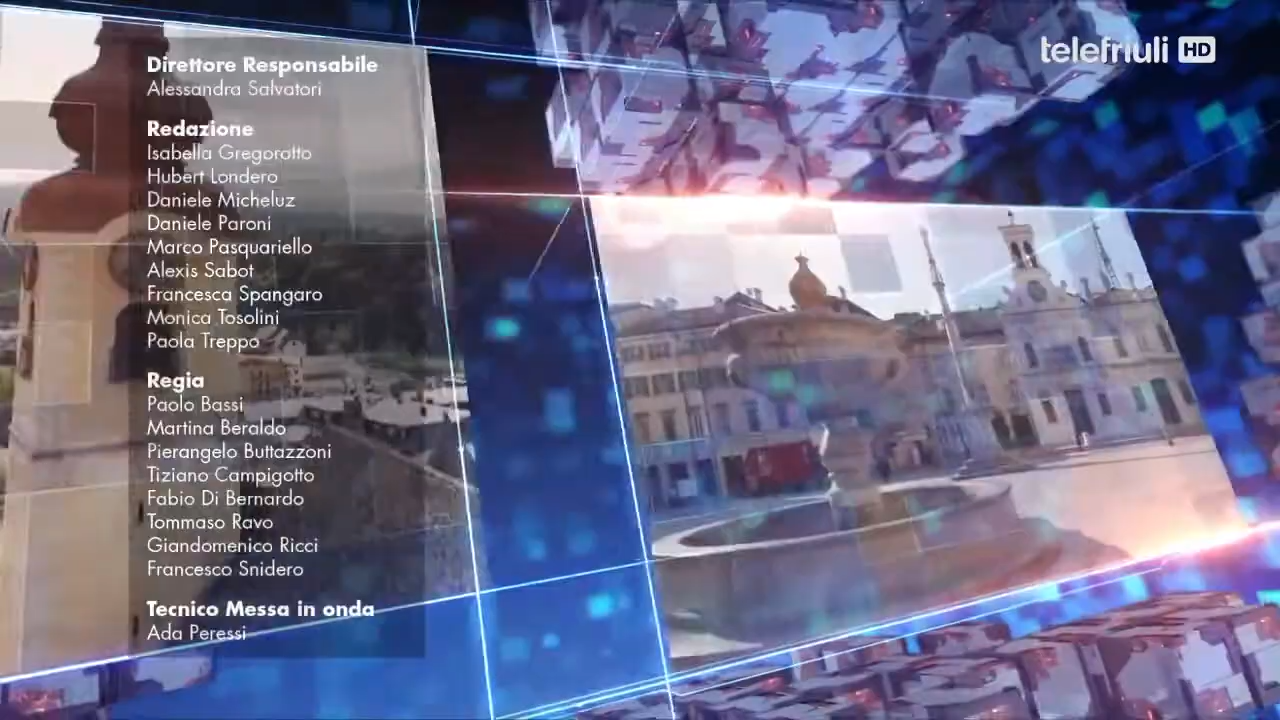 telefriuli HD
Direttore Responsabile
Alessandra Salvatori
Redazione
Isabella Gregoratto
Hubert Londero
Daniele Micheluz
Daniele Paroni
Marco Pasquariello
Alexis Sabot
Francesca Spangaro
Monica Tosolini
Paola Treppo
Regia
Paolo Bassi
Martina Beraldo
Pierangelo Buttazzoni
Tiziano Campigotto
Fabio Di Bernardo
Tommaso Ravo
Giandomenico Ricci
Francesco Snidero
Tecnico Messa in onda
Ada Peressi